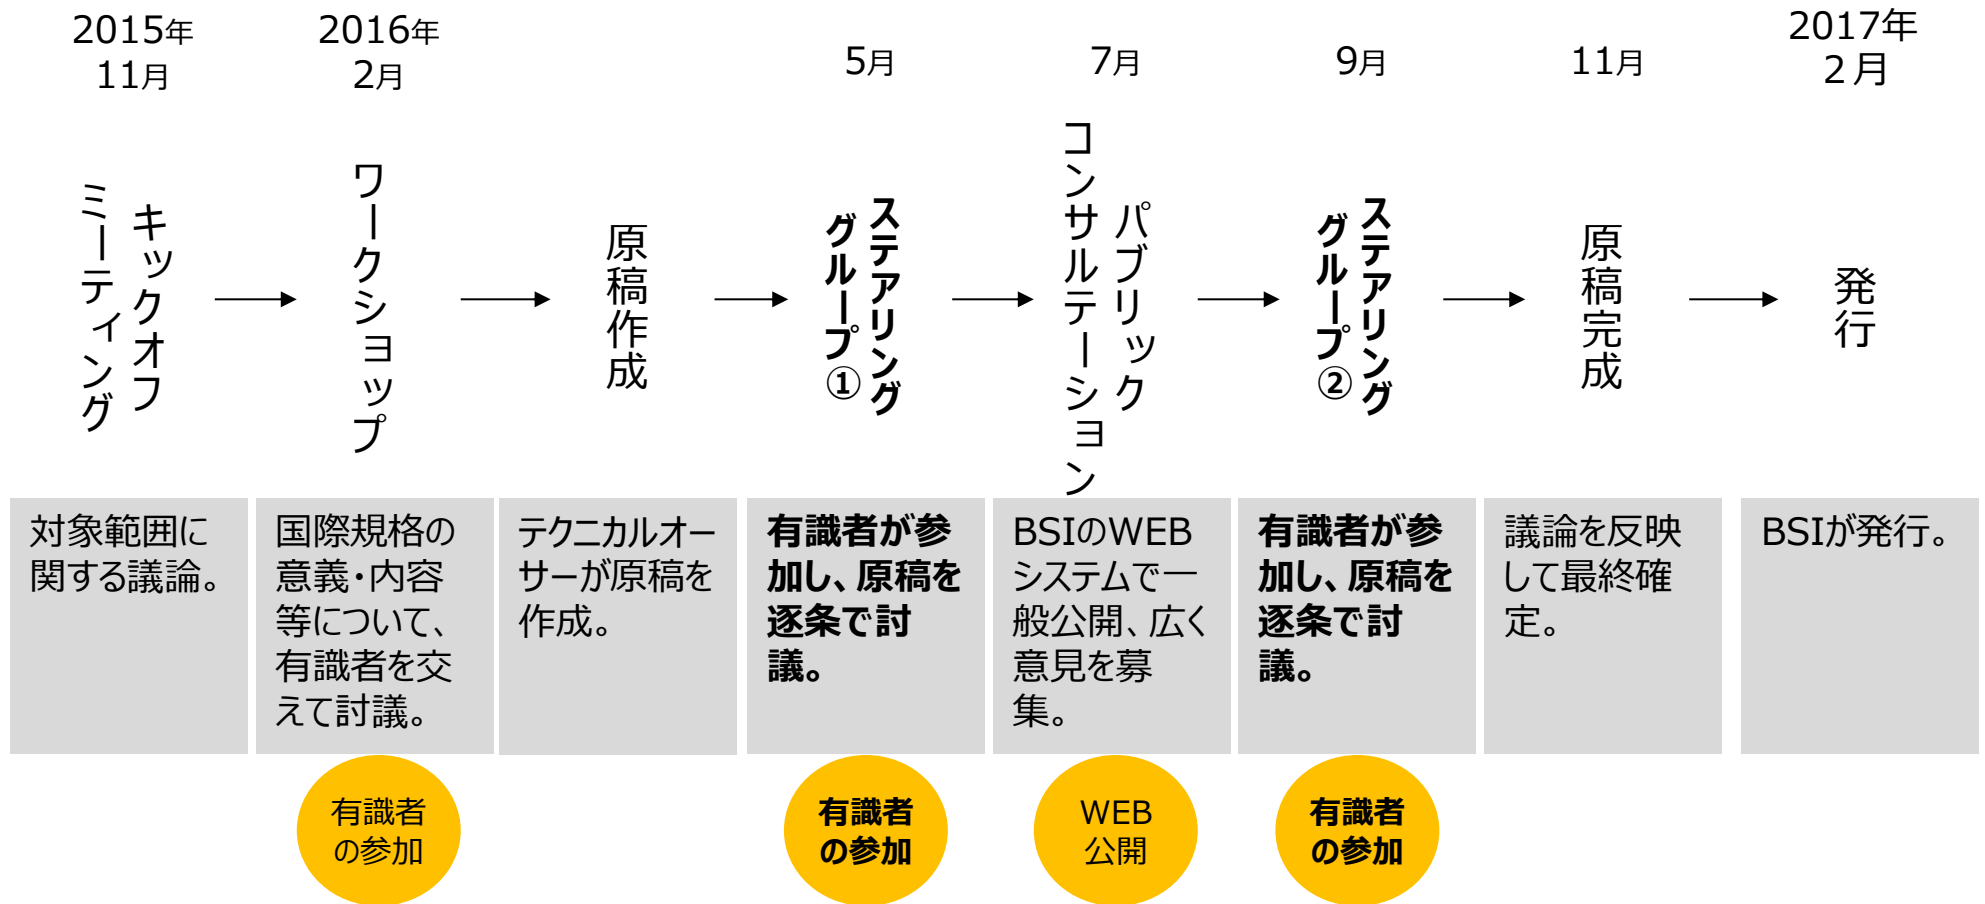 2015年
11月
2016年
2月
5月
7月
9月
11月
2017年
２月
キックオフ
ミーティング
ワークショップ
原稿作成
ステアリング
グループ①
パブリック
コンサルテーション
ステアリング
グループ②
原稿完成
発行
対象範囲に
関する議論。
国際規格の
意義・内容
等について、
有識者を交
えて討議。
テクニカルオー
サーが原稿を
作成。
有識者が参
加し、原稿を
逐条で討
議。
BSIのWEB
システムで一
般公開、広く
意見を募
集。
有識者が参
加し、原稿を
逐条で討
議。
議論を反映
して最終確
定。
BSIが発行。
有識者
の参加
有識者
の参加
WEB
公開
有識者
の参加